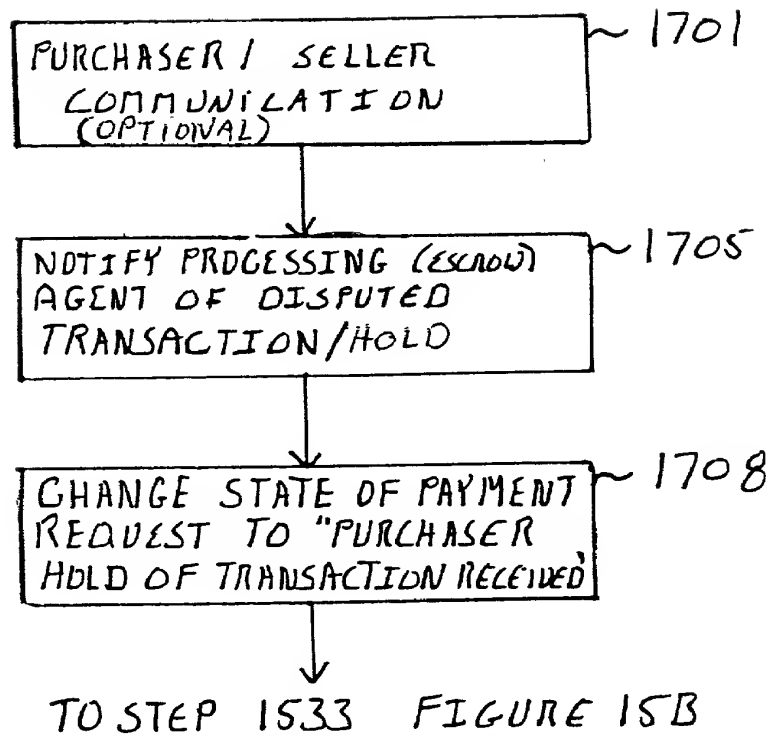 PURCHASER / SELLER
COMMUNICATION
(OPTIONAL)
1701
NOTIFY PROCESSING (ESCROW)
AGENT OF DISPUTED
TRANSACTION/HOLD
1705
CHANGE STATE OF PAYMENT
REQUEST TO "PURCHASER
HOLD OF TRANSACTION RECEIVED"
1708
TO STEP 1533 FIGURE 15B